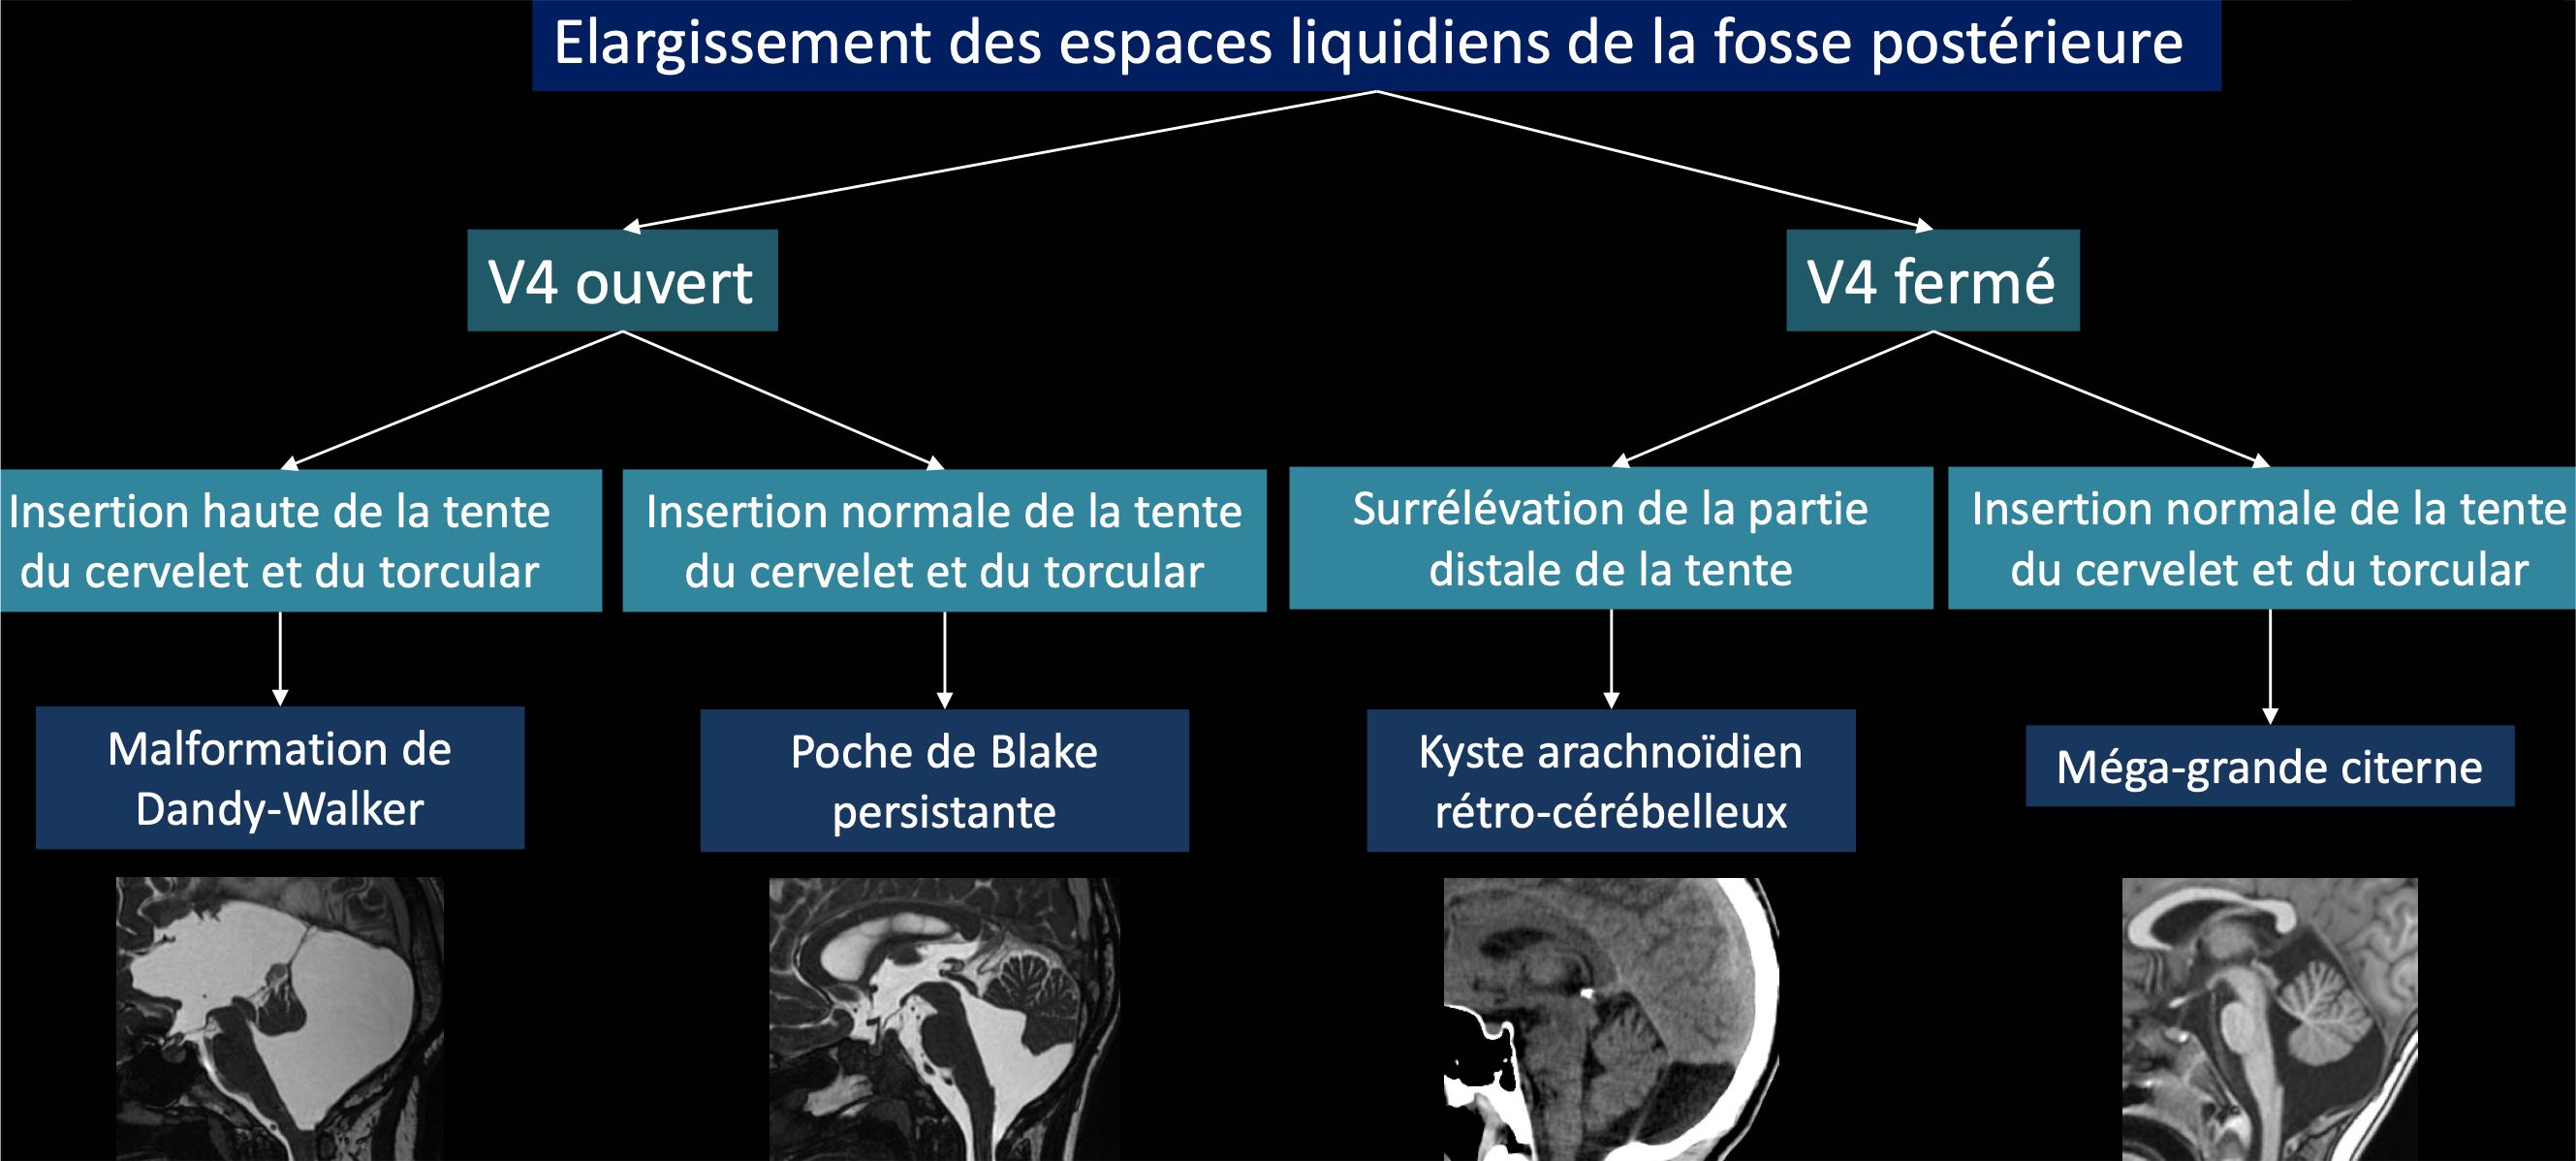 Elargissement des espaces liquidiens de la fosse postérieure
V4 ouvert
V4 fermé
Insertion haute de la tente
du cervelet et du torcular
Insertion normale de la tente
du cervelet et du torcular
Surrélévation de la partie
distale de la tente
Insertion normale de la tente
du cervelet et du torcular
Malformation de
Dandy-Walker
Poche de Blake
persistante
Kyste arachnoïdien
rétro-cérébelleux
Méga-grande citerne